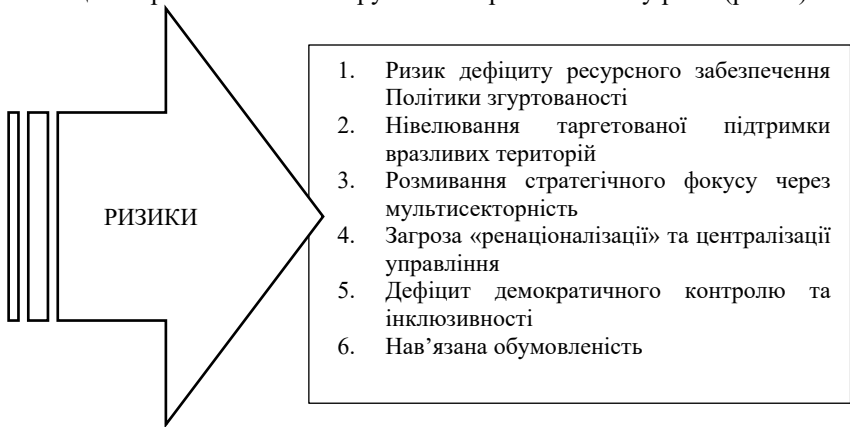 РИЗИКИ
1. Ризик дефіциту ресурсного забезпечення
Політики згуртованості
2. Нівелювання таргетованої підтримки
вразливих територій
3. Розмивання стратегічного фокусу через
мультисекторність
4. Загроза «ренаціоналізації» та централізації
управління
5. Дефіцит демократичного контролю та
інклюзивності
6. Нав’язана обумовленість